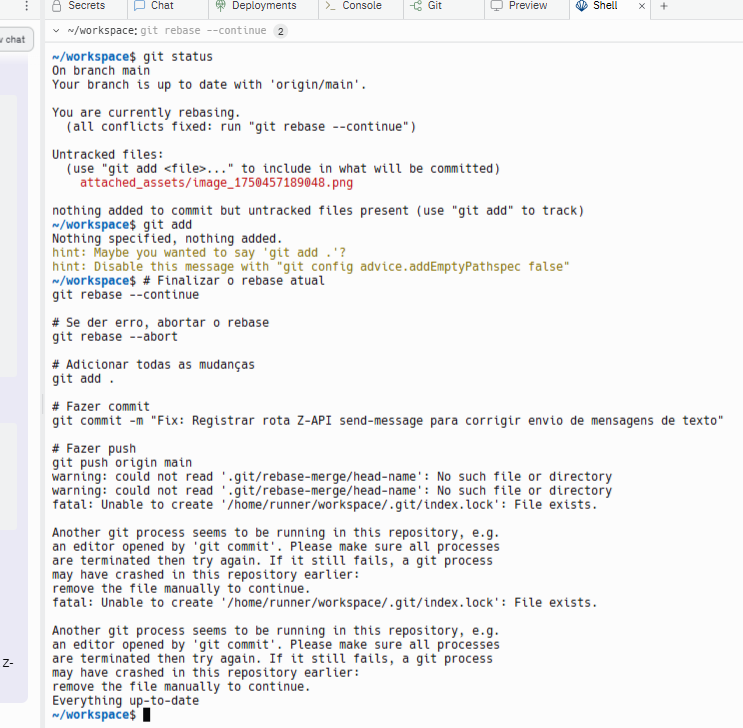 Secrets
Chat
Deployments
Console
Git
Preview
Shell
chat
~/workspace: git rebase --continue 2
~/workspace$ git status
On branch main
Your branch is up to date with 'origin/main'.
You are currently rebasing.
(all conflicts fixed: run "git rebase --continue")
Untracked files:
(use "git add <file>..." to include in what will be committed)
attached_assets/image_1750457189048.png
nothing added to commit but untracked files present (use "git add" to track)
~/workspace$ git add
Nothing specified, nothing added.
hint: Maybe you wanted to say 'git add .'?
hint: Disable this message with "git config advice.addEmptyPathspec false"
~/workspace$ # Finalizar o rebase atual
git rebase --continue
# Se der erro, abortar o rebase
git rebase --abort
# Adicionar todas as mudanças
git add .
# Fazer commit
git commit -m "Fix: Registrar rota Z-API send-message para corrigir envio de mensagens de texto"
# Fazer push
git push origin main
warning: could not read '.git/rebase-merge/head-name': No such file or directory
warning: could not read '.git/rebase-merge/head-name': No such file or directory
fatal: Unable to create '/home/runner/workspace/.git/index.lock': File exists.
Another git process seems to be running in this repository, e.g.
an editor opened by 'git commit'. Please make sure all processes
are terminated then try again. If it still fails, a git process
may have crashed in this repository earlier:
remove the file manually to continue.
fatal: Unable to create '/home/runner/workspace/.git/index.lock': File exists.
Another git process seems to be running in this repository, e.g.
an editor opened by 'git commit'. Please make sure all processes
are terminated then try again. If it still fails, a git process
may have crashed in this repository earlier:
remove the file manually to continue.
Z-
Everything up-to-date
~/workspace$